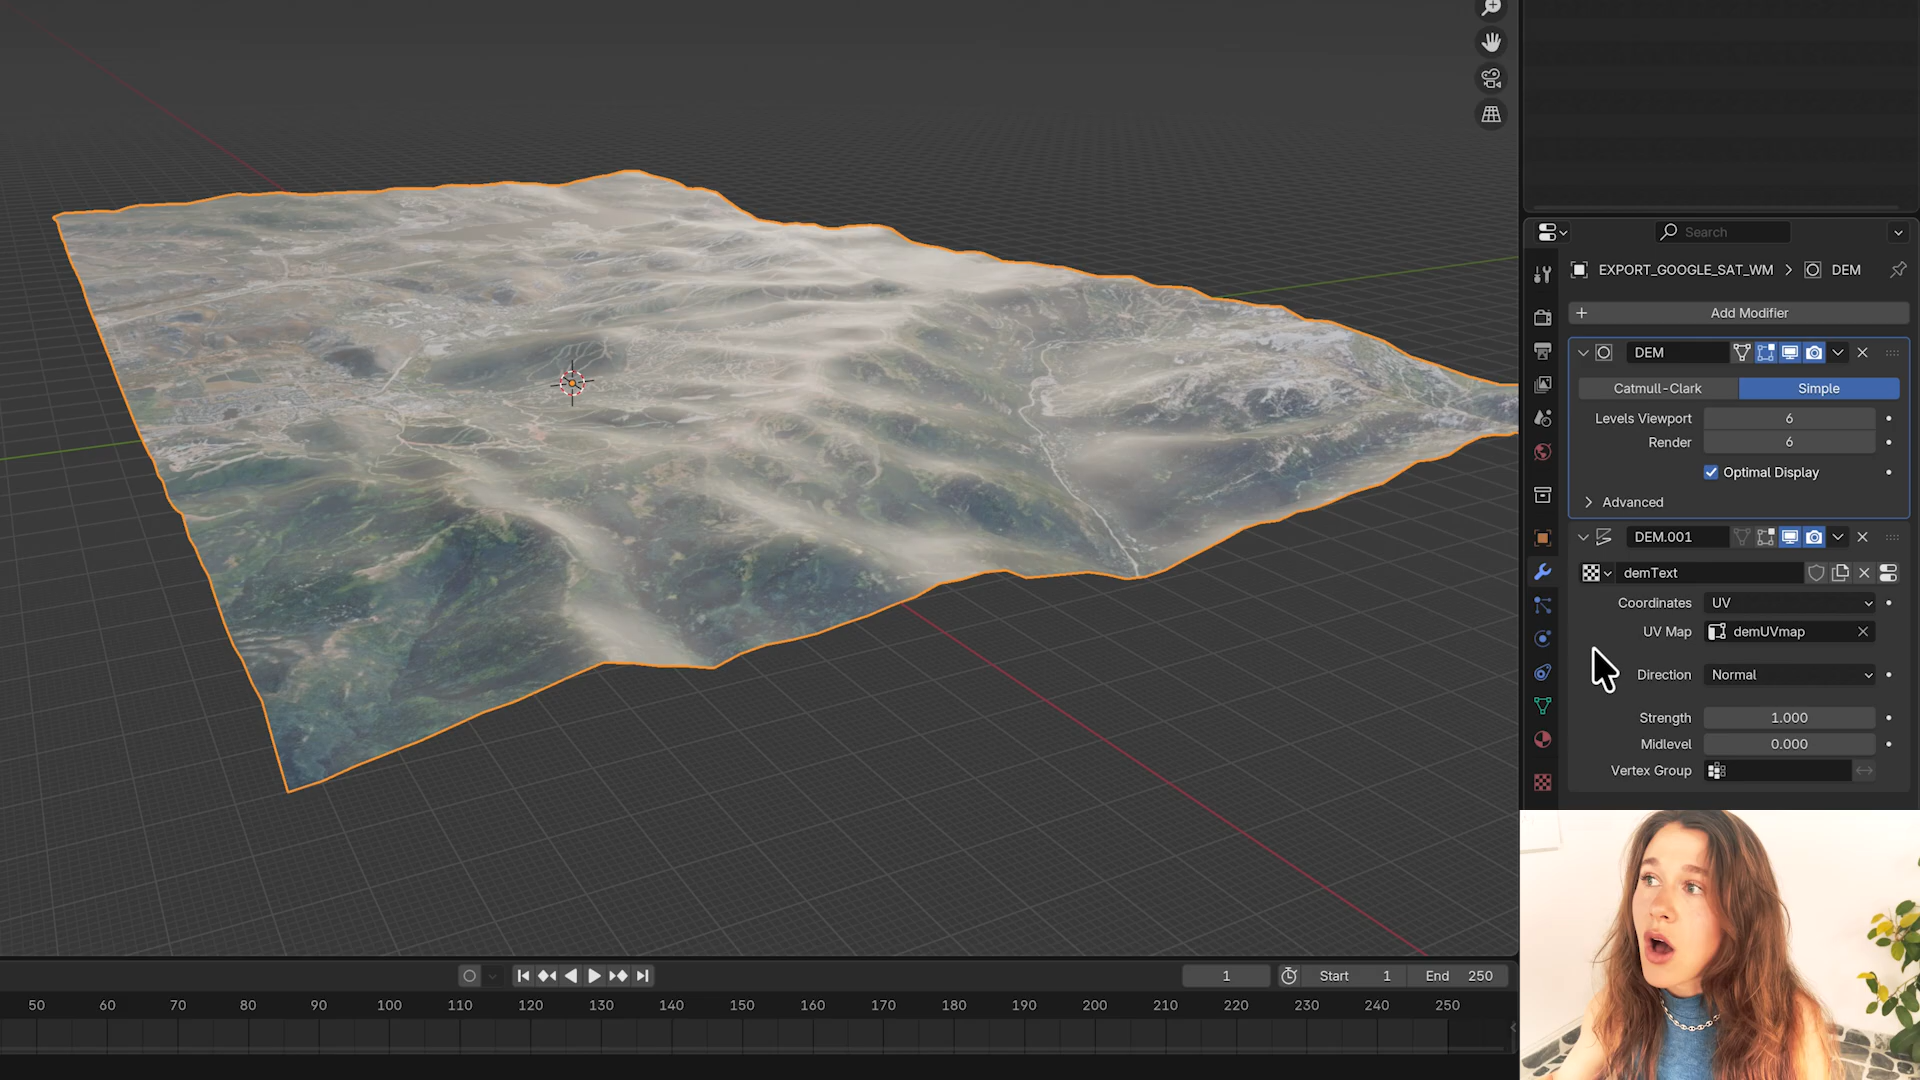 Search
EXPORT_GOOGLE_SAT_WM > DEM
+ Add Modifier
DEM
Catmull-Clark Simple
Levels Viewport 6
Render 6
Optimal Display
Advanced
DEM.001
demText
Coordinates UV
UV Map demUVmap
Direction Normal
Strength 1.000
Midlevel 0.000
Vertex Group
1 Start 1 End 250
50 60 70 80 90 100 110 120 130 140 150 160 170 180 190 200 210 220 230 240 250